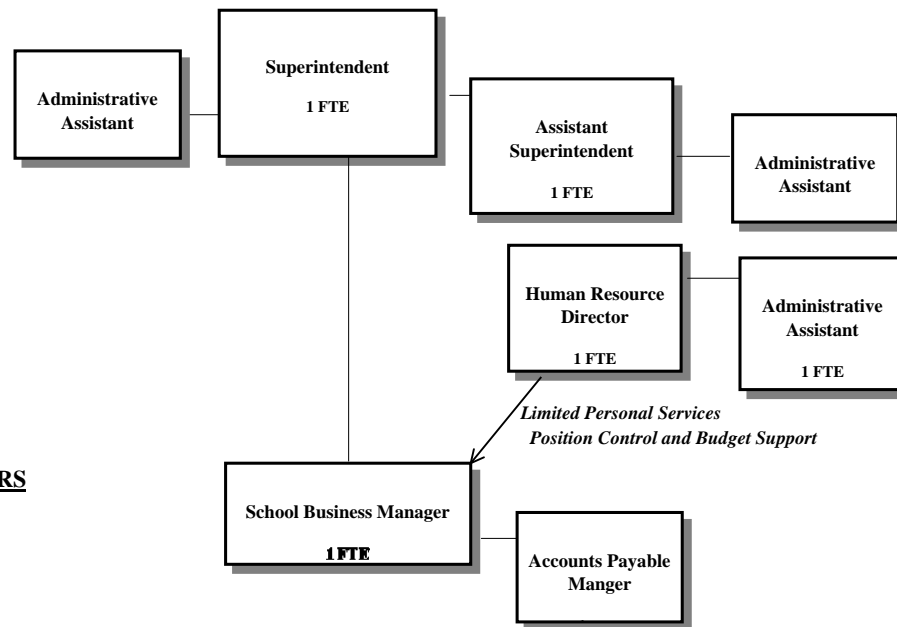 Superintendent
1 FTE
Administrative
Assistant
Assistant
Superintendent
1 FTE
Administrative
Assistant
Human Resource
Director
1 FTE
Administrative
Assistant
1 FTE
Limited Personal Services
Position Control and Budget Support
RS
School Business Manager
1 FTE
Accounts Payable
Manger